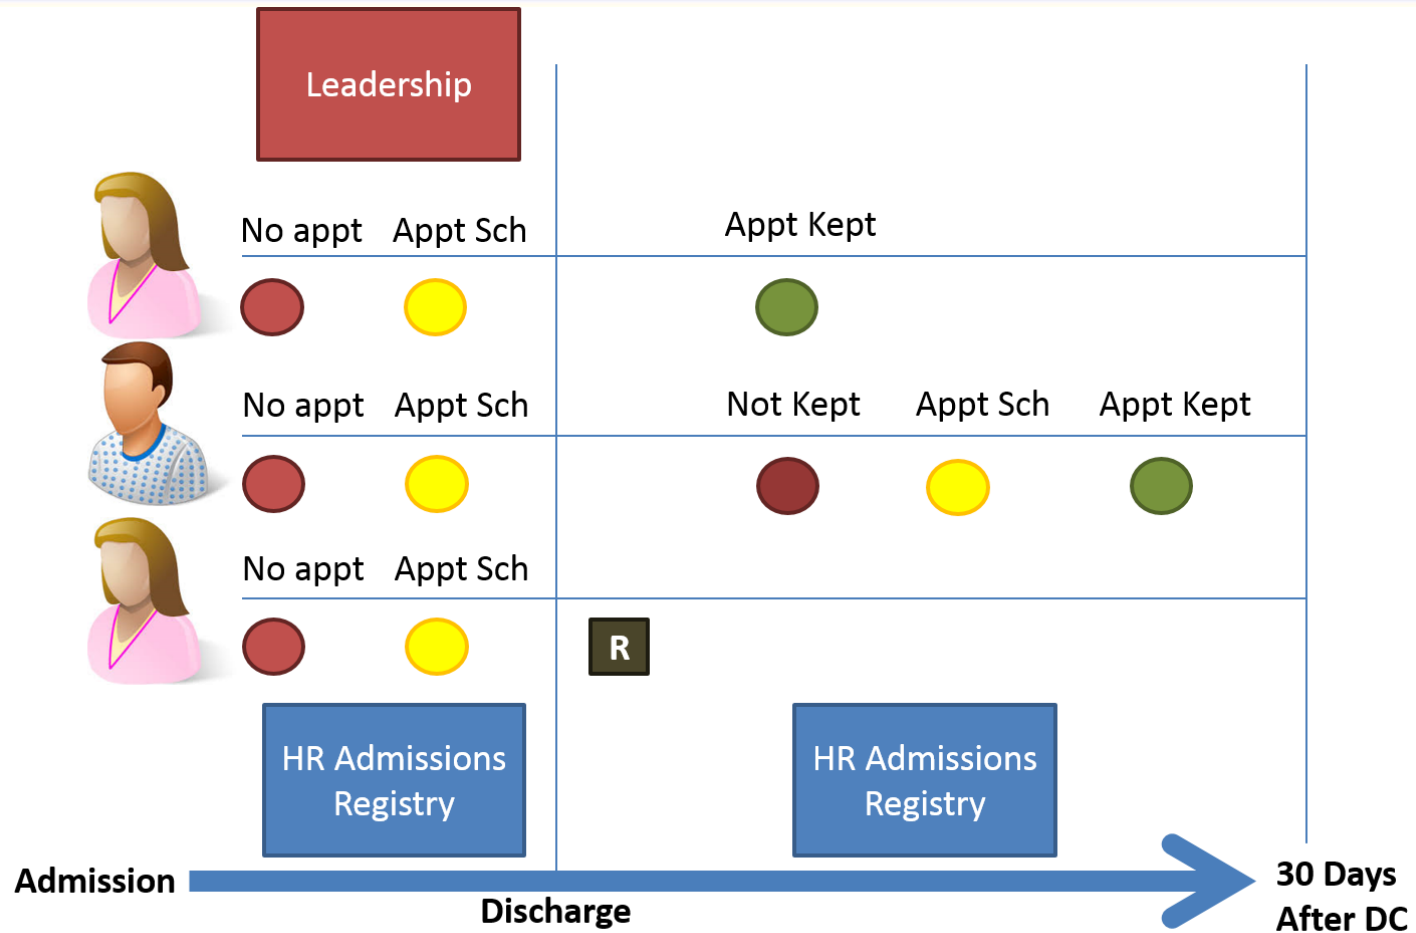 Leadership
No appt Appt Sch Appt Kept
No appt Appt Sch Not Kept Appt Sch Appt Kept
No appt Appt Sch
R
HR Admissions
Registry
HR Admissions
Registry
Admission
Discharge
30 Days
After DC